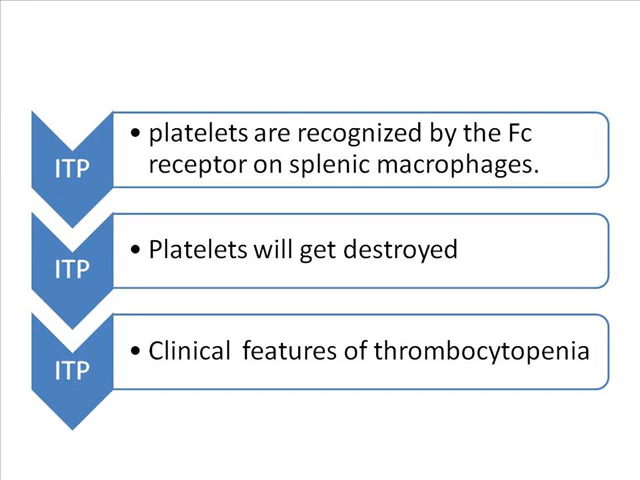 ITP
• platelets are recognized by the Fc
receptor on splenic macrophages.
ITP
• Platelets will get destroyed
ITP
• Clinical features of thrombocytopenia